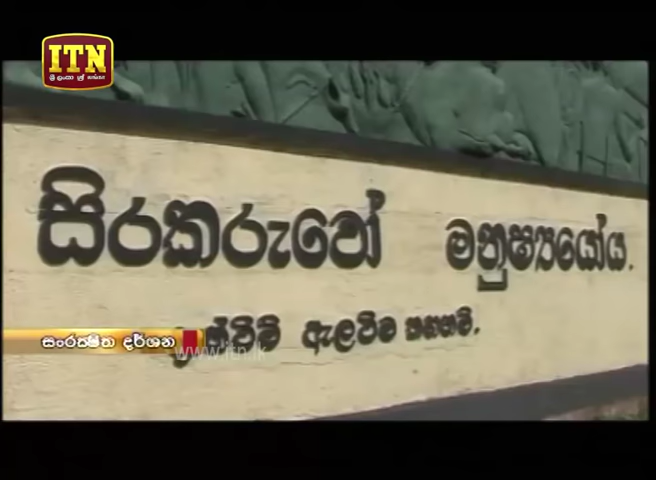 ITN
ශ්‍රී ලංකා
සිරකරුවෝ මනුෂ්‍යයෝය.
ඇලවීම තහනම්.
සංරක්ෂිත දර්ශන
www.itn.lk